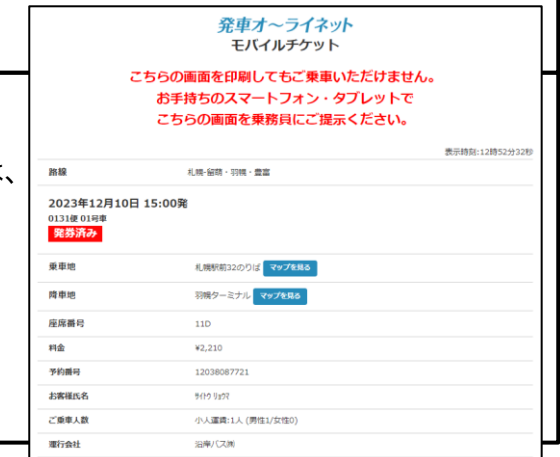 発車オ～ライネット
モバイルチケット
こちらの画面を印刷してもご乗車いただけません。
お手持ちのスマートフォン・タブレットで
こちらの画面を乗務員にご提示ください。
表示時刻:12時52分32秒
は、
路線 札幌-留萌・羽幌・豊富
2023年12月10日 15:00発
0131便 01号車
発券済み
乗車地 札幌駅前32のりば マップを見る
降車地 羽幌ターミナル マップを見る
座席番号 11D
料金 ¥2,210
予約番号 12038087721
お客様氏名 ｻｲﾄｳ ﾘｮｳﾏ
ご乗車人数 小人運賃:1人 (男性1/女性0)
運行会社 沿岸バス㈱